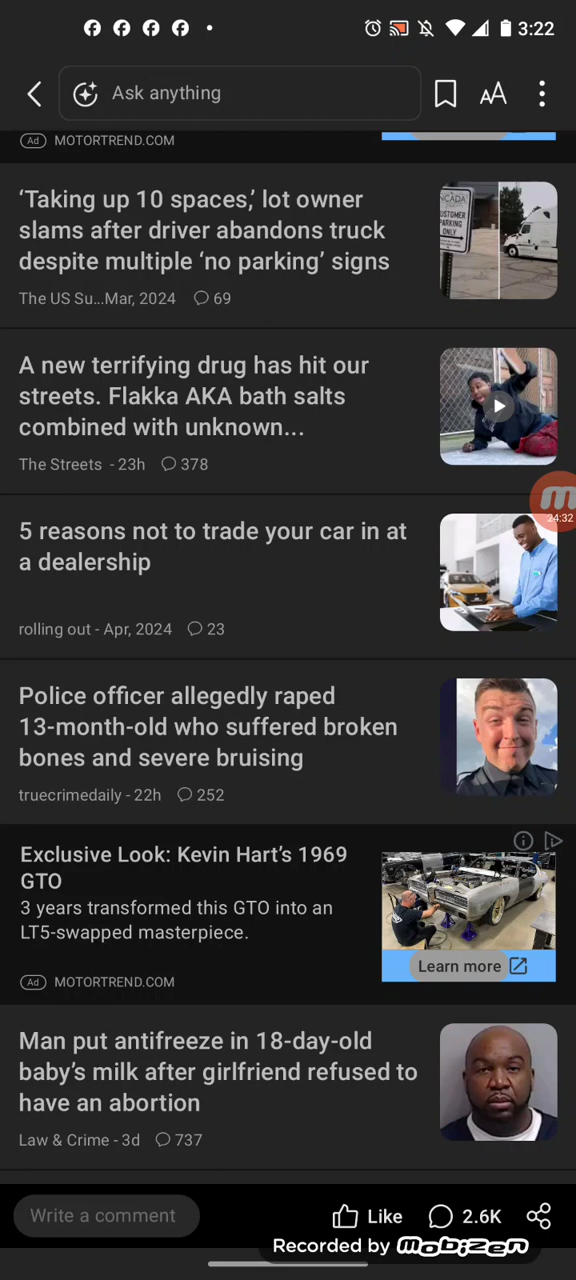 3:22
Ask anything
Ad MOTORTREND.COM
‘Taking up 10 spaces,’ lot owner
slams after driver abandons truck
despite multiple ‘no parking’ signs
The US Su...Mar, 2024 69
CUSTOMER
PARKING
ONLY
A new terrifying drug has hit our
streets. Flakka AKA bath salts
combined with unknown...
The Streets - 23h 378
24:32
5 reasons not to trade your car in at
a dealership
rolling out - Apr, 2024 23
Police officer allegedly raped
13-month-old who suffered broken
bones and severe bruising
truecrimedaily - 22h 252
Exclusive Look: Kevin Hart’s 1969
GTO
3 years transformed this GTO into an
LT5-swapped masterpiece.
Learn more
Ad MOTORTREND.COM
Man put antifreeze in 18-day-old
baby’s milk after girlfriend refused to
have an abortion
Law & Crime - 3d 737
Write a comment Like 2.6K
Recorded by mobizen